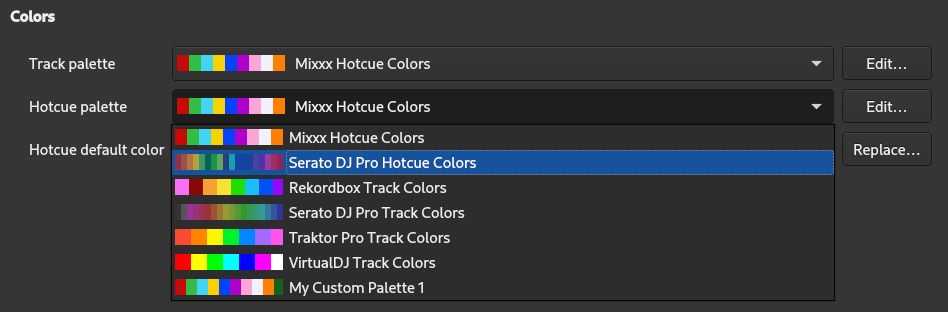 Colors
Track palette Mixxx Hotcue Colors Edit...
Hotcue palette Mixxx Hotcue Colors Edit...
Mixxx Hotcue Colors
Hotcue default color Replace...
Serato DJ Pro Hotcue Colors
Rekordbox Track Colors
Serato DJ Pro Track Colors
Traktor Pro Track Colors
VirtualDJ Track Colors
My Custom Palette 1